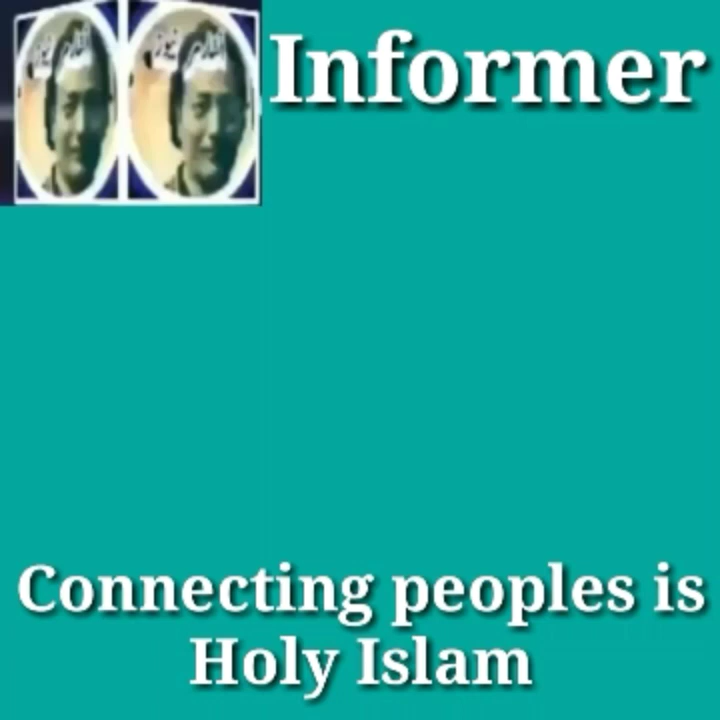 Informer
Connecting peoples is
Holy Islam